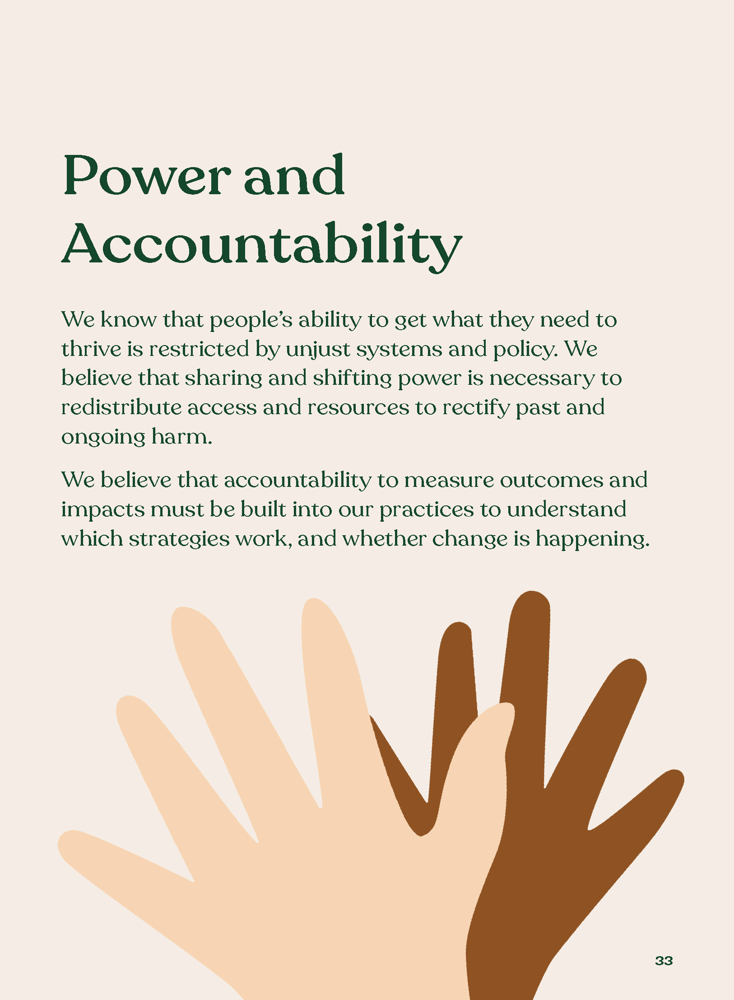 Power and
Accountability
We know that people’s ability to get what they need to
thrive is restricted by unjust systems and policy. We
believe that sharing and shifting power is necessary to
redistribute access and resources to rectify past and
ongoing harm.
We believe that accountability to measure outcomes and
impacts must be built into our practices to understand
which strategies work, and whether change is happening.
33